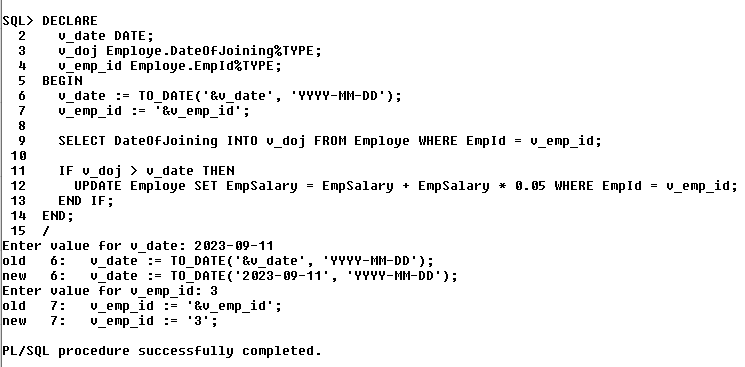 SQL> DECLARE
  2    v_date DATE;
  3    v_doj Employe.DateOfJoining%TYPE;
  4    v_emp_id Employe.EmpId%TYPE;
  5  BEGIN
  6    v_date := TO_DATE('&v_date', 'YYYY-MM-DD');
  7    v_emp_id := '&v_emp_id';
  8
  9    SELECT DateOfJoining INTO v_doj FROM Employe WHERE EmpId = v_emp_id;
 10
 11    IF v_doj > v_date THEN
 12      UPDATE Employe SET EmpSalary = EmpSalary + EmpSalary * 0.05 WHERE EmpId = v_emp_id;
 13    END IF;
 14  END;
 15  /
Enter value for v_date: 2023-09-11
old   6:   v_date := TO_DATE('&v_date', 'YYYY-MM-DD');
new   6:   v_date := TO_DATE('2023-09-11', 'YYYY-MM-DD');
Enter value for v_emp_id: 3
old   7:   v_emp_id := '&v_emp_id';
new   7:   v_emp_id := '3';
PL/SQL procedure successfully completed.